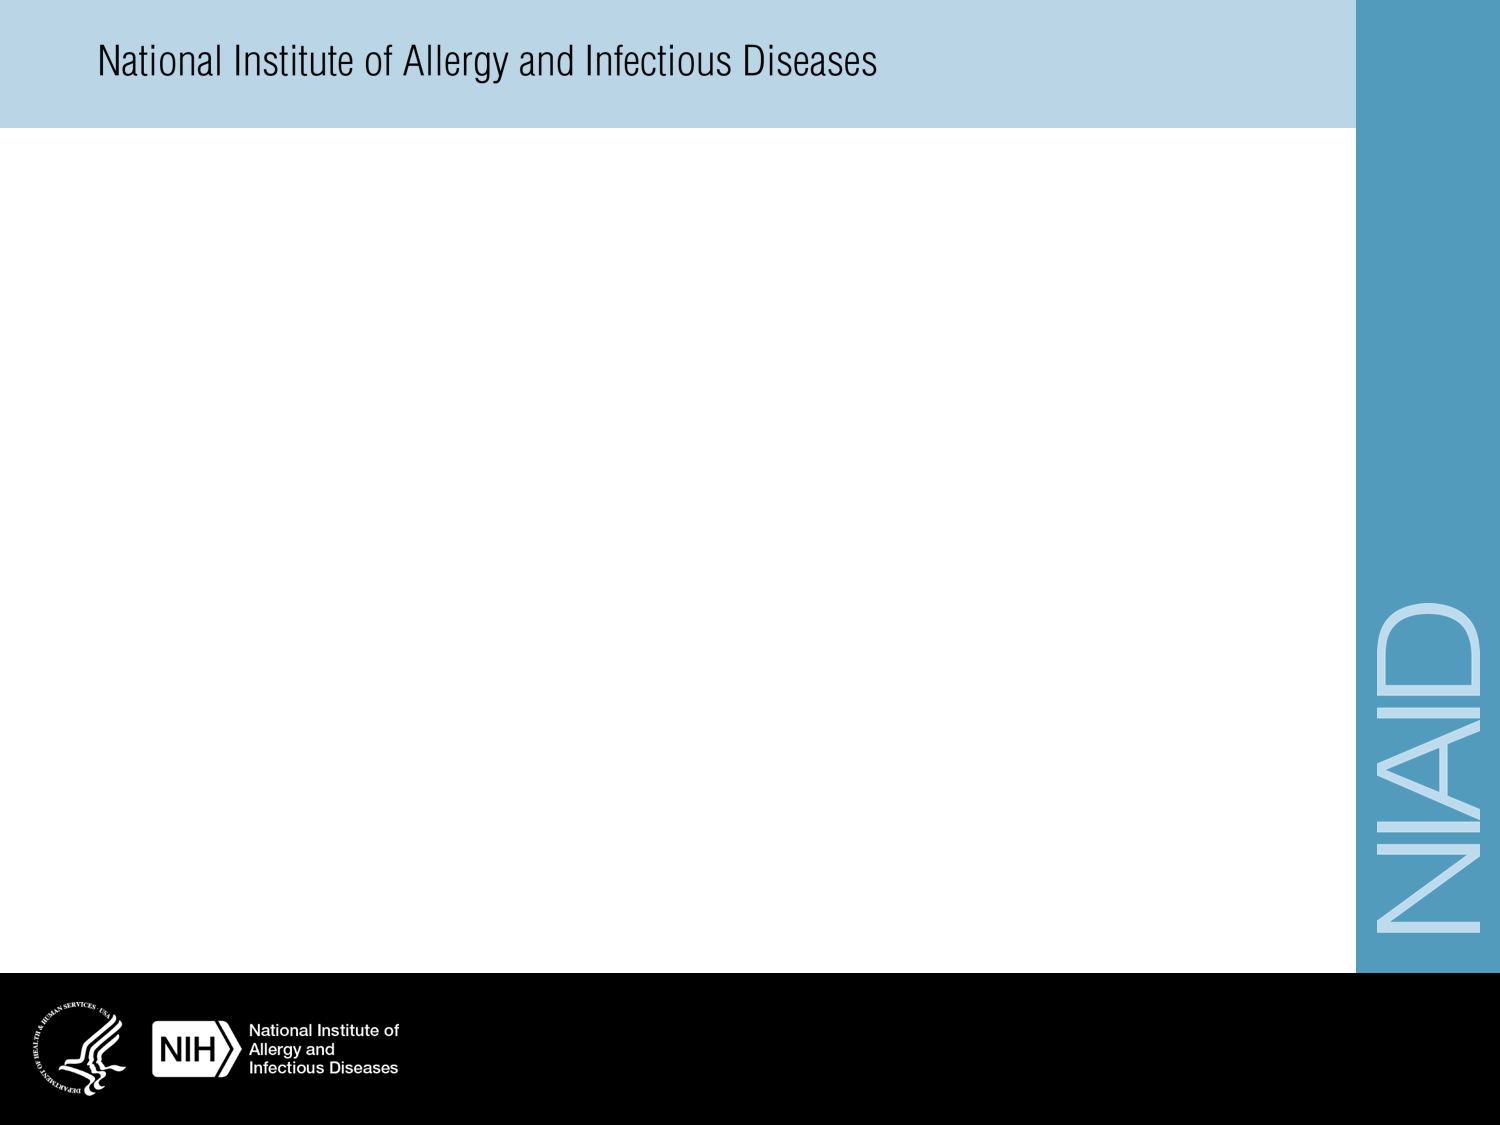 National Institute of Allergy and Infectious Diseases
NIAID
DEPARTMENT OF HEALTH & HUMAN SERVICES · USA
NIH
National Institute of
Allergy and
Infectious Diseases